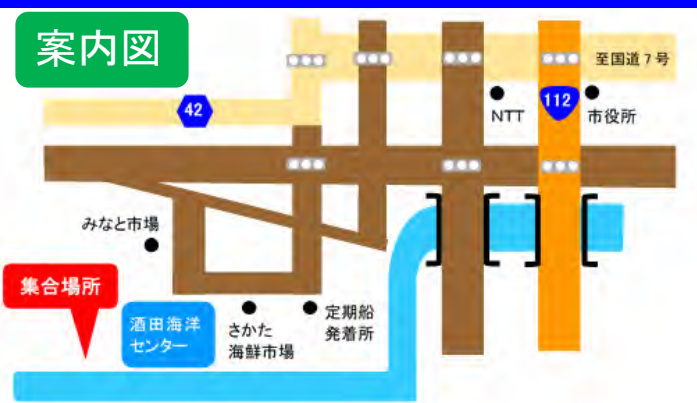 案内図
至国道7号
42
112
NTT
市役所
みなと市場
集合場所
酒田海洋
センター
さかた
海鮮市場
定期船
発着所